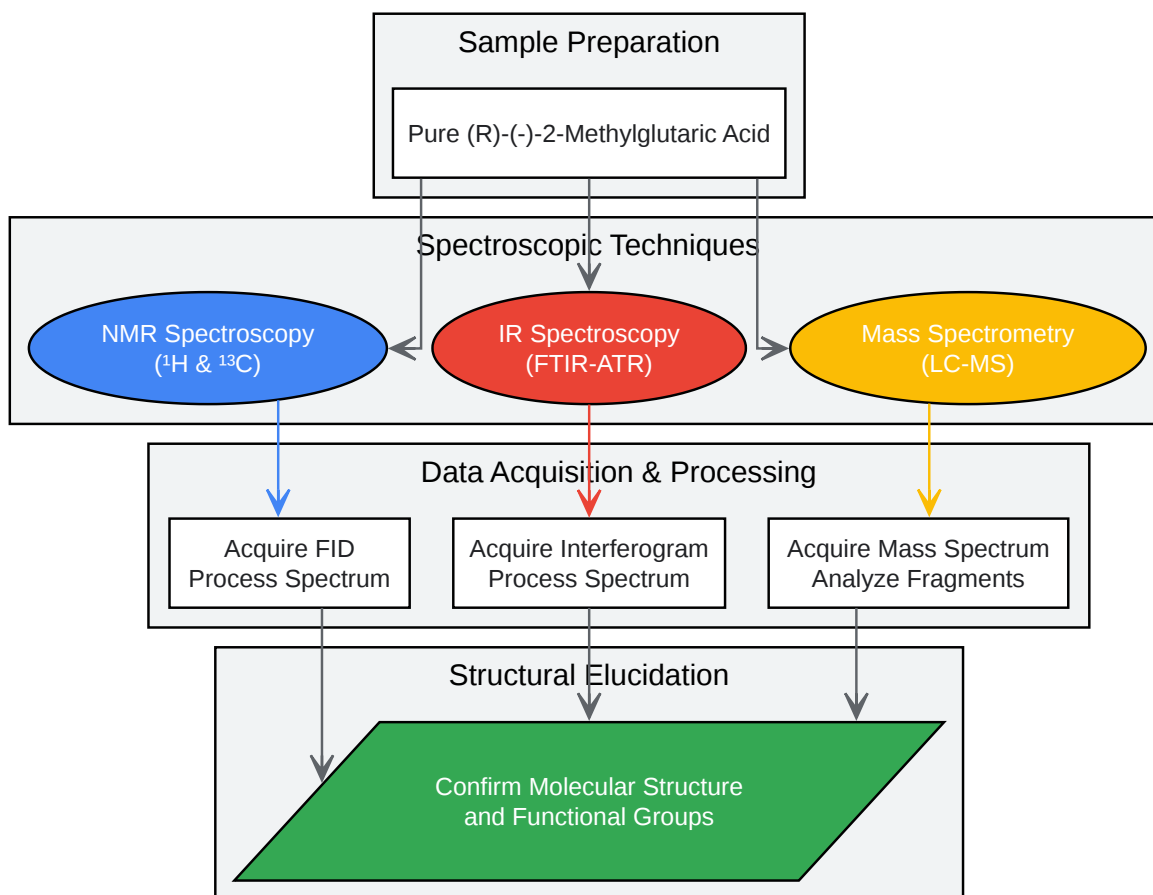 Sample Preparation
Pure (R)-(-)-2-Methylglutaric Acid
Spectroscopic Techniques
NMR Spectroscopy
(¹H & ¹³C)
IR Spectroscopy
(FTIR-ATR)
Mass Spectrometry
(LC-MS)
Data Acquisition & Processing
Acquire FID
Process Spectrum
Acquire Interferogram
Process Spectrum
Acquire Mass Spectrum
Analyze Fragments
Structural Elucidation
Confirm Molecular Structure
and Functional Groups